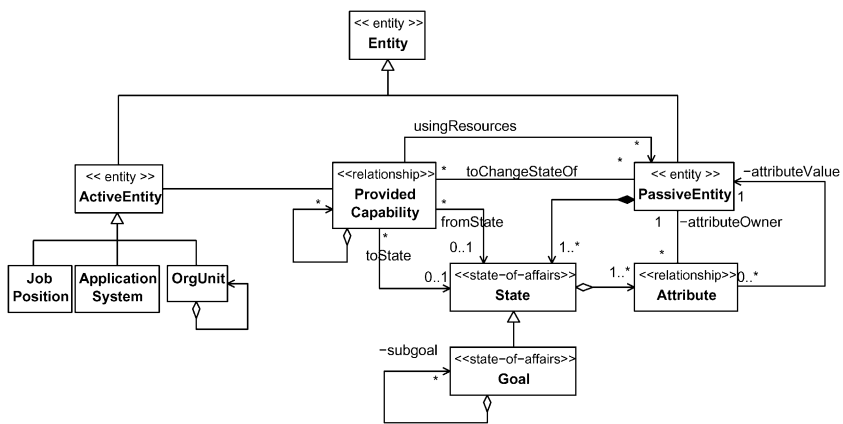 << entity >>
Entity
usingResources
*
<< entity >>
ActiveEntity
<<relationship>>
Provided
Capability
*
toChangeStateOf
*
<< entity >>
PassiveEntity
−attributeValue
1
*
*
fromState
1
−attributeOwner
*
toState
0..1
1..*
*
0..1
Job
Position
Application
System
OrgUnit
<<state−of−affairs>>
State
1..*
<<relationship>>
Attribute
0..*
−subgoal
*
<<state−of−affairs>>
Goal